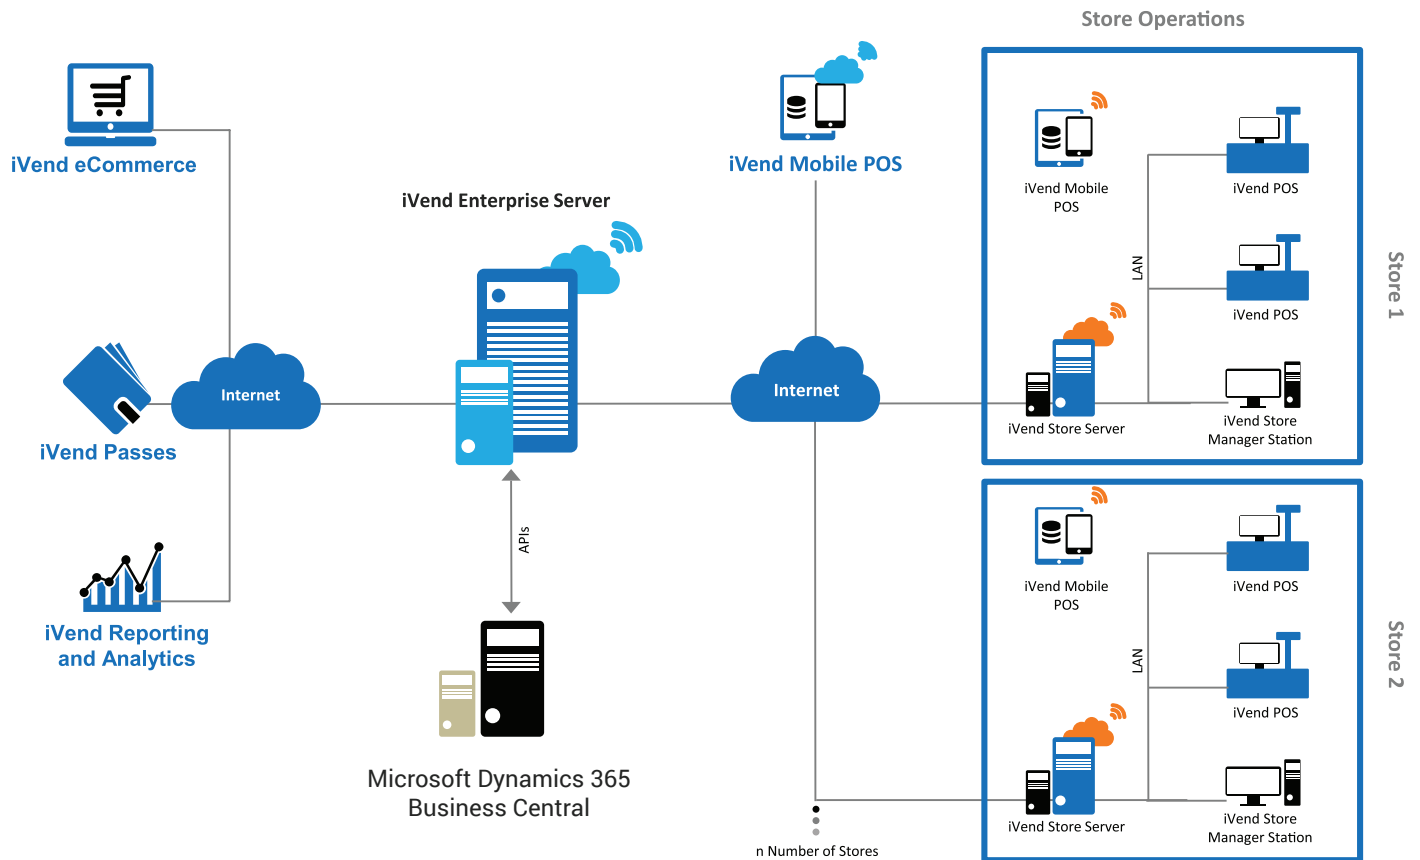 Store Operations
iVend eCommerce
iVend Mobile POS
iVend Enterprise Server
iVend Mobile
POS
iVend POS
LAN
iVend POS
Store 1
Internet
iVend Passes
Internet
iVend Store Server
iVend Store
Manager Station
APIs
iVend Reporting
and Analytics
Microsoft Dynamics 365
Business Central
iVend Mobile
POS
iVend POS
LAN
iVend POS
Store 2
iVend Store Server
iVend Store
Manager Station
n Number of Stores